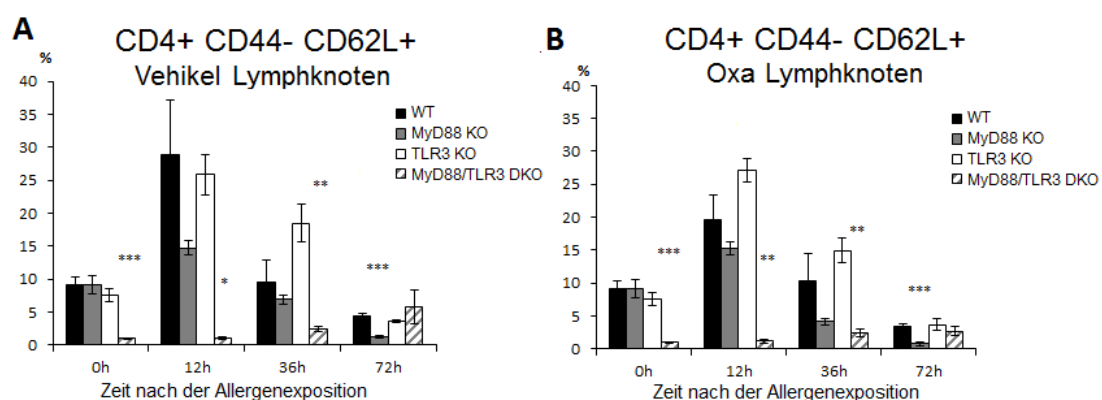 A
CD4+ CD44- CD62L+
Vehikel Lymphknoten
%
40
35
30
25
20
15
10
5
0
WT
MyD88 KO
TLR3 KO
MyD88/TLR3 DKO
***
*
**
***
0h 12h 36h 72h
Zeit nach der Allergenexposition
B
CD4+ CD44- CD62L+
Oxa Lymphknoten
%
40
35
30
25
20
15
10
5
0
WT
MyD88 KO
TLR3 KO
MyD88/TLR3 DKO
***
**
**
***
0h 12h 36h 72h
Zeit nach der Allergenexposition